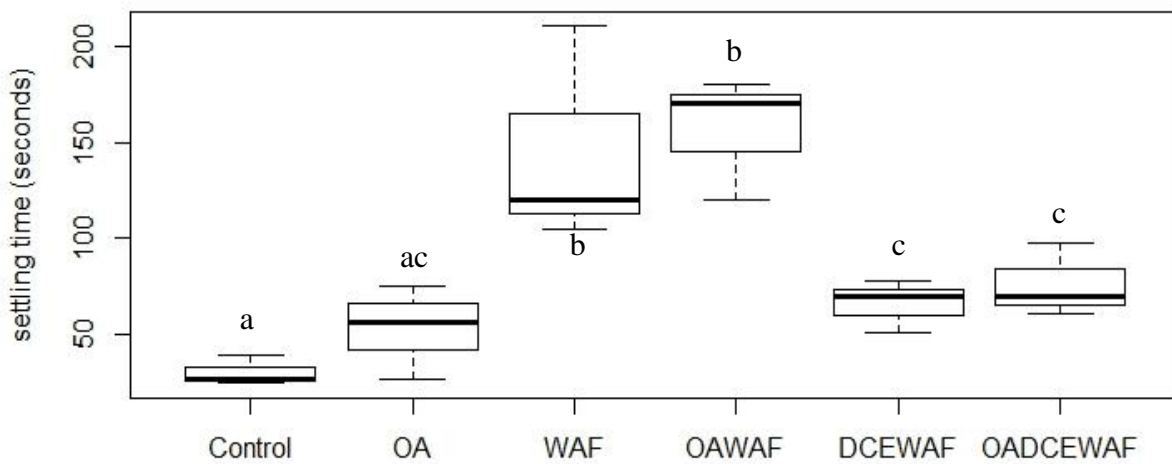 settling time (seconds)
200
150
100
50
a
ac
b
b
c
c
Control OA WAF OAWAF DCEWAF OADCEWAF